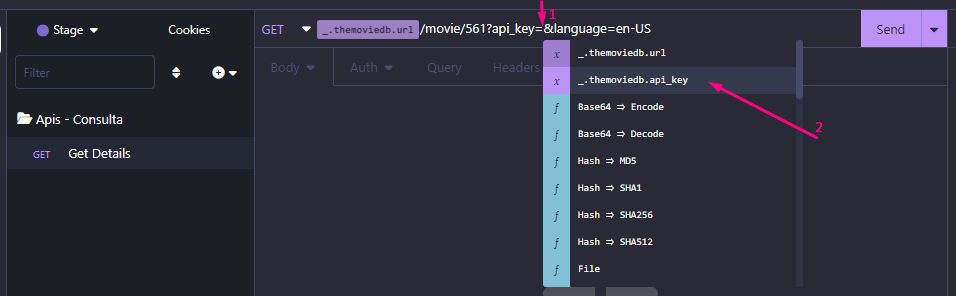 1
Stage Cookies GET _.themoviedb.url /movie/561?api_key=&language=en-US Send
Filter Body Auth Query Headers
_.themoviedb.url
_.themoviedb.api_key
2
Apis - Consulta
Base64 ⇒ Encode
Base64 ⇒ Decode
GET Get Details
Hash ⇒ MD5
Hash ⇒ SHA1
Hash ⇒ SHA256
Hash ⇒ SHA512
File